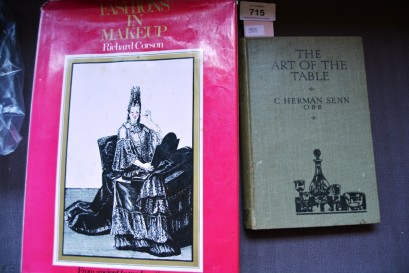 FASHIONS
IN
MAKEUP
Richard Corson
715
THE
ART OF THE
TABLE
C. HERMAN SENN
O.B.E